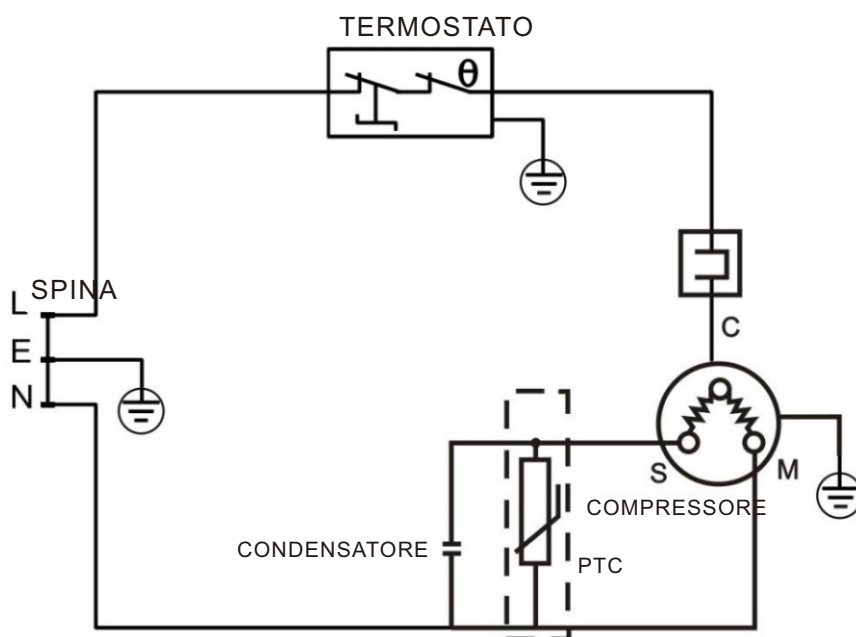 TERMOSTATO
θ
L SPINA
E
N
C
S
M
COMPRESSORE
CONDENSATORE
PTC